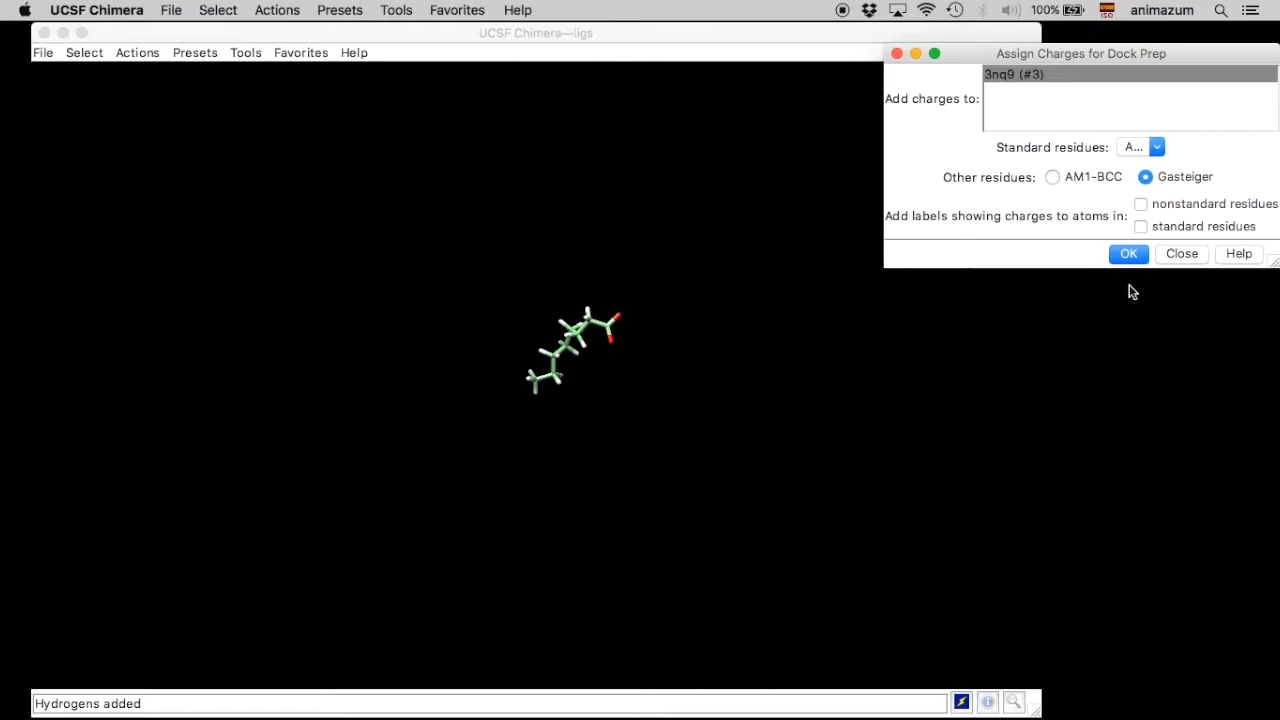 UCSF Chimera File Select Actions Presets Tools Favorites Help 100% ISO animazum
UCSF Chimera—ligs
File Select Actions Presets Tools Favorites Help
Assign Charges for Dock Prep
3nq9 (#3)
Add charges to:
Standard residues: A...
Other residues: AM1-BCC Gasteiger
Add labels showing charges to atoms in: nonstandard residues
standard residues
OK Close Help
Hydrogens added